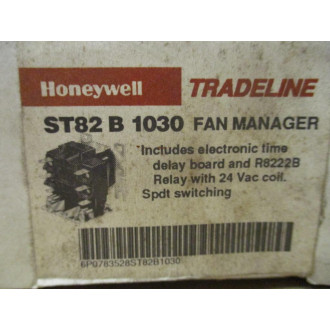 Honeywell TRADELINE
ST82 B 1030 FAN MANAGER
Includes electronic time
delay board and R8222B
Relay with 24 Vac coil.
Spdt switching
6P0783528ST82B1030